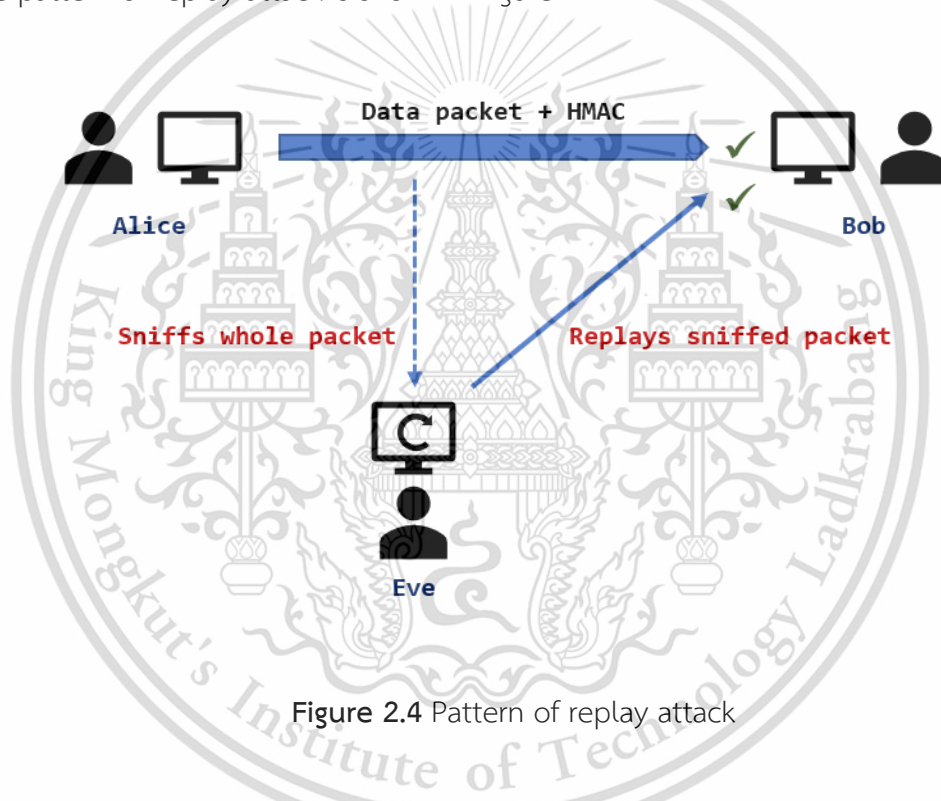 Data packet + HMAC
Alice
Bob
Sniffs whole packet
Replays sniffed packet
Eve
Figure 2.4 Pattern of replay attack
King Mongkut's Institute of Technology Ladkrabang